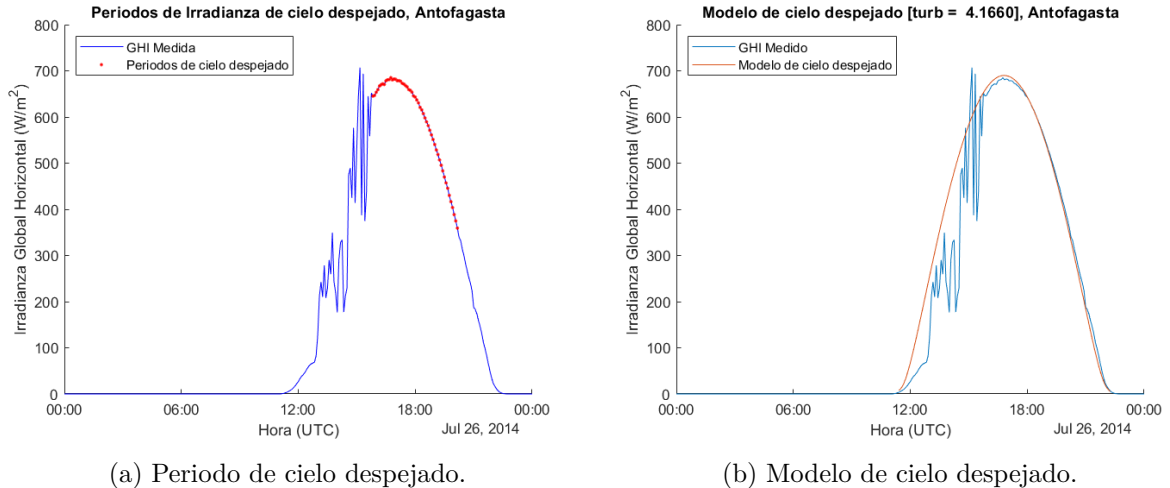 Periodos de Irradianza de cielo despejado, Antofagasta
800
700
600
500
400
300
200
100
0
Irradianza Global Horizontal (W/m²)
GHI Medida
Periodos de cielo despejado
00:00 06:00 12:00 18:00 00:00
Hora (UTC)
Jul 26, 2014
(a) Periodo de cielo despejado.
Modelo de cielo despejado [turb = 4.1660], Antofagasta
800
700
600
500
400
300
200
100
0
Irradianza Global Horizontal (W/m²)
GHI Medido
Modelo de cielo despejado
00:00 06:00 12:00 18:00 00:00
Hora (UTC)
Jul 26, 2014
(b) Modelo de cielo despejado.